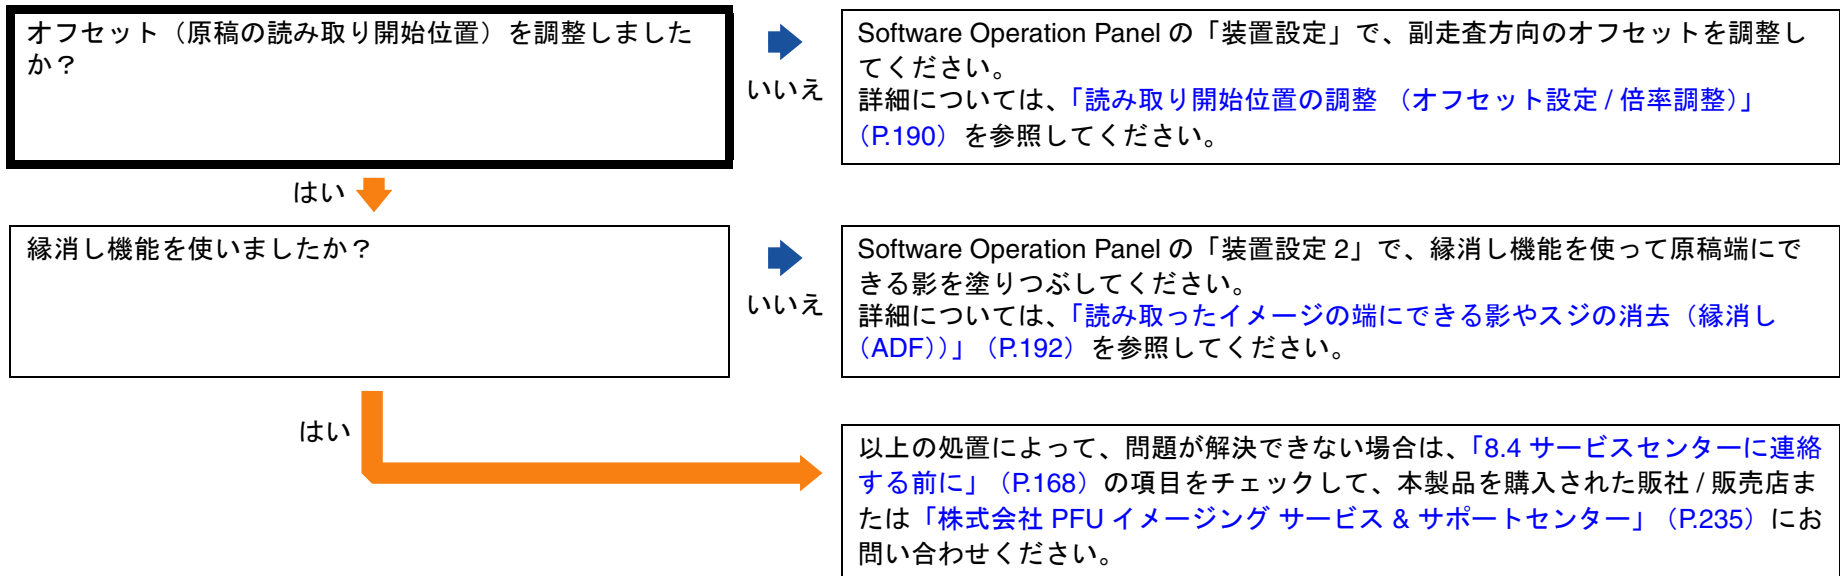 オフセット（原稿の読み取り開始位置）を調整しました
か？
いいえ
Software Operation Panel の「装置設定」で、副走査方向のオフセットを調整し
てください。
詳細については、「読み取り開始位置の調整 （オフセット設定 / 倍率調整）」
（P.190）を参照してください。
はい
縁消し機能を使いましたか？
いいえ
Software Operation Panel の「装置設定 2」で、縁消し機能を使って原稿端にで
きる影を塗りつぶしてください。
詳細については、「読み取ったイメージの端にできる影やスジの消去（縁消し
（ADF））」（P.192）を参照してください。
はい
以上の処置によって、問題が解決できない場合は、「8.4 サービスセンターに連絡
する前に」（P.168）の項目をチェックして、本製品を購入された販社 / 販売店ま
たは「株式会社 PFU イメージング サービス & サポートセンター」（P.235）にお
問い合わせください。